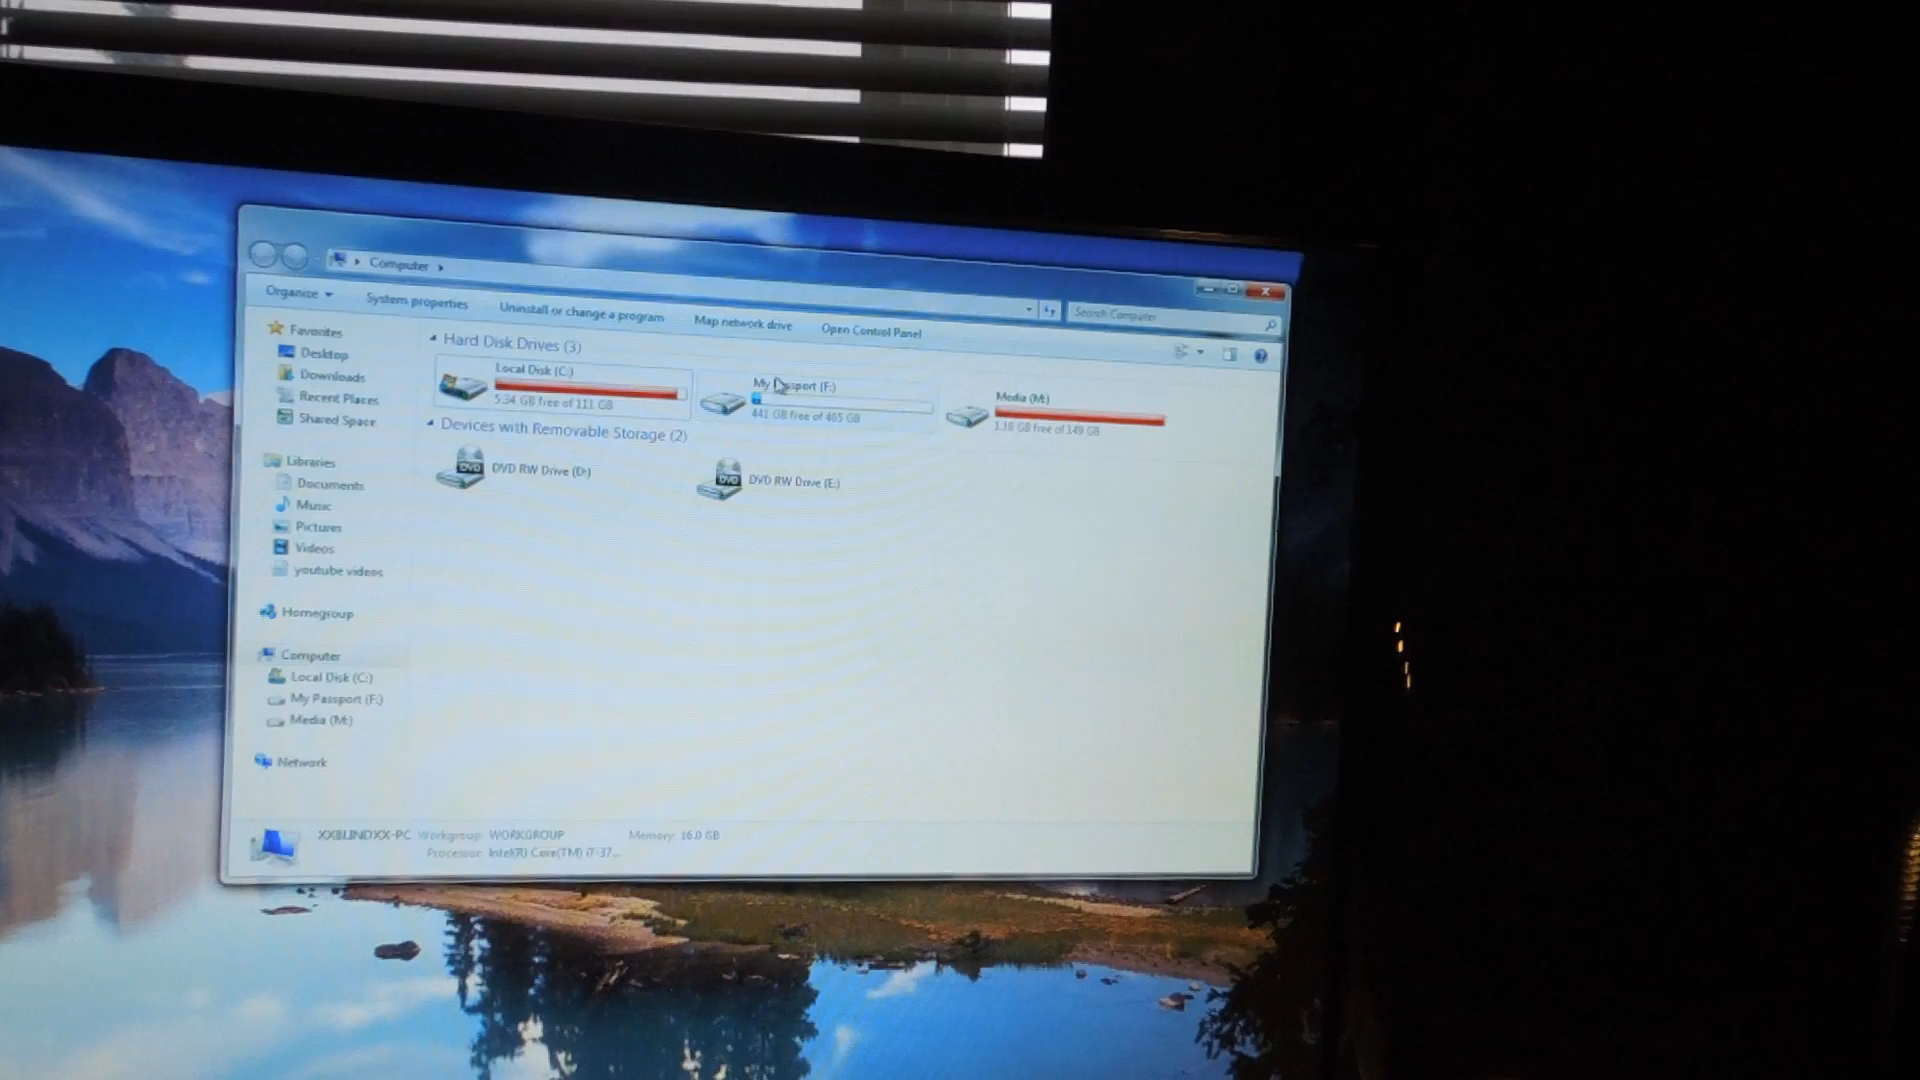 Computer
Search Computer
Organize
System properties
Uninstall or change a program
Map network drive
Open Control Panel
Favorites
Desktop
Downloads
Recent Places
Shared Space
Libraries
Documents
Music
Pictures
Videos
youtube videos
Homegroup
Computer
Local Disk (C:)
My Passport (F:)
Media (M:)
Network
Hard Disk Drives (3)
Local Disk (C:)
5.34 GB free of 111 GB
My Passport (F:)
441 GB free of 465 GB
Media (M:)
1.18 GB free of 149 GB
Devices with Removable Storage (2)
DVD RW Drive (D:)
DVD RW Drive (E:)
XXBLINDXX-PC Workgroup: WORKGROUP Memory: 16.0 GB
Processor: Intel(R) Core(TM) i7-37...